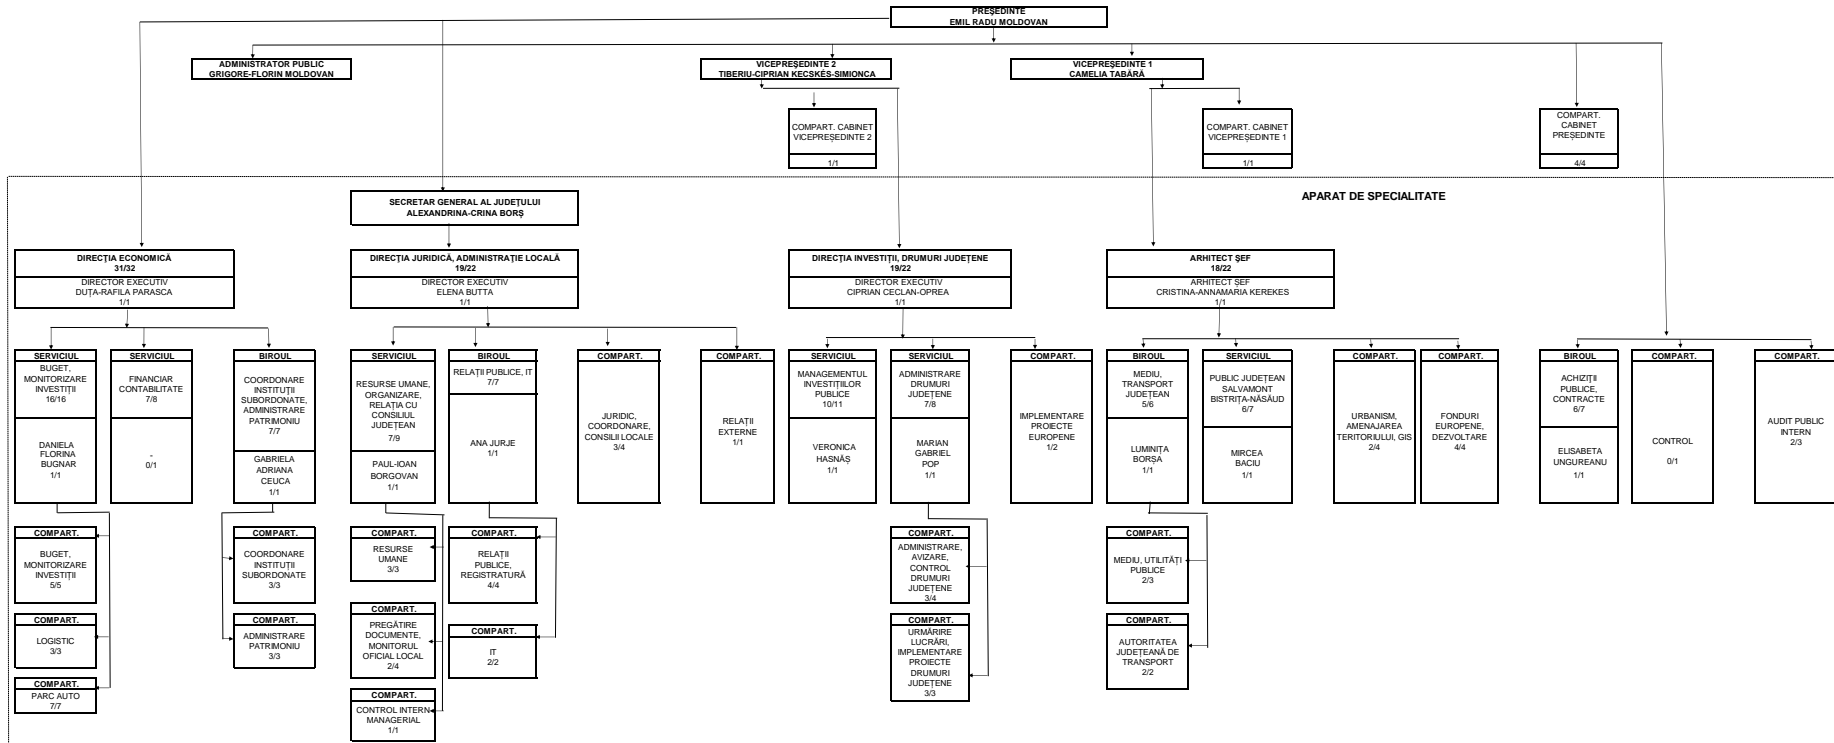 PREŞEDINTE
EMIL RADU MOLDOVAN
ADMINISTRATOR PUBLIC
GRIGORE-FLORIN MOLDOVAN
VICEPREŞEDINTE 2
TIBERIU-CIPRIAN KECSKÉS-SIMIONCA
VICEPREŞEDINTE 1
CAMELIA TABĂRĂ
COMPART. CABINET
VICEPREŞEDINTE 2
1/1
COMPART. CABINET
VICEPREŞEDINTE 1
1/1
COMPART.
CABINET
PREŞEDINTE
4/4
APARAT DE SPECIALITATE
SECRETAR GENERAL AL JUDEŢULUI
ALEXANDRINA-CRINA BORŞ
DIRECŢIA ECONOMICĂ
31/32
DIRECTOR EXECUTIV
DUŢA-RAFILA PARASCA
1/1
DIRECŢIA JURIDICĂ, ADMINISTRAŢIE LOCALĂ
19/22
DIRECTOR EXECUTIV
ELENA BUTTA
1/1
DIRECŢIA INVESTIŢII, DRUMURI JUDEŢENE
19/22
DIRECTOR EXECUTIV
CIPRIAN CECLAN-OPREA
1/1
ARHITECT ŞEF
18/22
ARHITECT ŞEF
CRISTINA-ANNAMARIA KEREKES
1/1
SERVICIUL
BUGET,
MONITORIZARE
INVESTIŢII
16/16
DANIELA
FLORINA
BUGNAR
1/1
SERVICIUL
FINANCIAR
CONTABILITATE
7/8
-
0/1
BIROUL
COORDONARE
INSTITUŢII
SUBORDONATE,
ADMINISTRARE
PATRIMONIU
7/7
GABRIELA
ADRIANA
CEUCA
1/1
SERVICIUL
RESURSE UMANE,
ORGANIZARE,
RELAŢIA CU
CONSILIUL
JUDEŢEAN
7/9
PAUL-IOAN
BORGOVAN
1/1
BIROUL
RELAŢII PUBLICE, IT
7/7
ANA JURJE
1/1
COMPART.
JURIDIC,
COORDONARE,
CONSILII LOCALE
3/4
COMPART.
RELAŢII
EXTERNE
1/1
SERVICIUL
MANAGEMENTUL
INVESTIŢIILOR
PUBLICE
10/11
VERONICA
HASNĂŞ
1/1
SERVICIUL
ADMINISTRARE
DRUMURI
JUDEŢENE
7/8
MARIAN
GABRIEL
POP
1/1
COMPART.
IMPLEMENTARE
PROIECTE
EUROPENE
1/2
BIROUL
MEDIU,
TRANSPORT
JUDEŢEAN
5/6
LUMINIŢA
BORŞA
1/1
SERVICIUL
PUBLIC JUDEŢEAN
SALVAMONT
BISTRIŢA-NĂSĂUD
6/7
MIRCEA
BACIU
1/1
COMPART.
URBANISM,
AMENAJAREA
TERITORIULUI, GIS
2/4
COMPART.
FONDURI
EUROPENE,
DEZVOLTARE
4/4
BIROUL
ACHIZIŢII
PUBLICE,
CONTRACTE
6/7
ELISABETA
UNGUREANU
1/1
COMPART.
CONTROL
0/1
COMPART.
AUDIT PUBLIC
INTERN
2/3
COMPART.
BUGET,
MONITORIZARE
INVESTIŢII
5/5
COMPART.
LOGISTIC
3/3
COMPART.
PARC AUTO
7/7
COMPART.
COORDONARE
INSTITUŢII
SUBORDONATE
3/3
COMPART.
ADMINISTRARE
PATRIMONIU
3/3
COMPART.
RESURSE
UMANE
3/3
COMPART.
PREGĂTIRE
DOCUMENTE,
MONITORUL
OFICIAL LOCAL
2/4
COMPART.
CONTROL INTERN
MANAGERIAL
1/1
COMPART.
RELAŢII
PUBLICE,
REGISTRATURĂ
4/4
COMPART.
IT
2/2
COMPART.
ADMINISTRARE,
AVIZARE,
CONTROL
DRUMURI
JUDEŢENE
3/4
COMPART.
URMĂRIRE
LUCRĂRI,
IMPLEMENTARE
PROIECTE
DRUMURI
JUDEŢENE
3/3
COMPART.
MEDIU, UTILITĂŢI
PUBLICE
2/3
COMPART.
AUTORITATEA
JUDEŢEANĂ DE
TRANSPORT
2/2